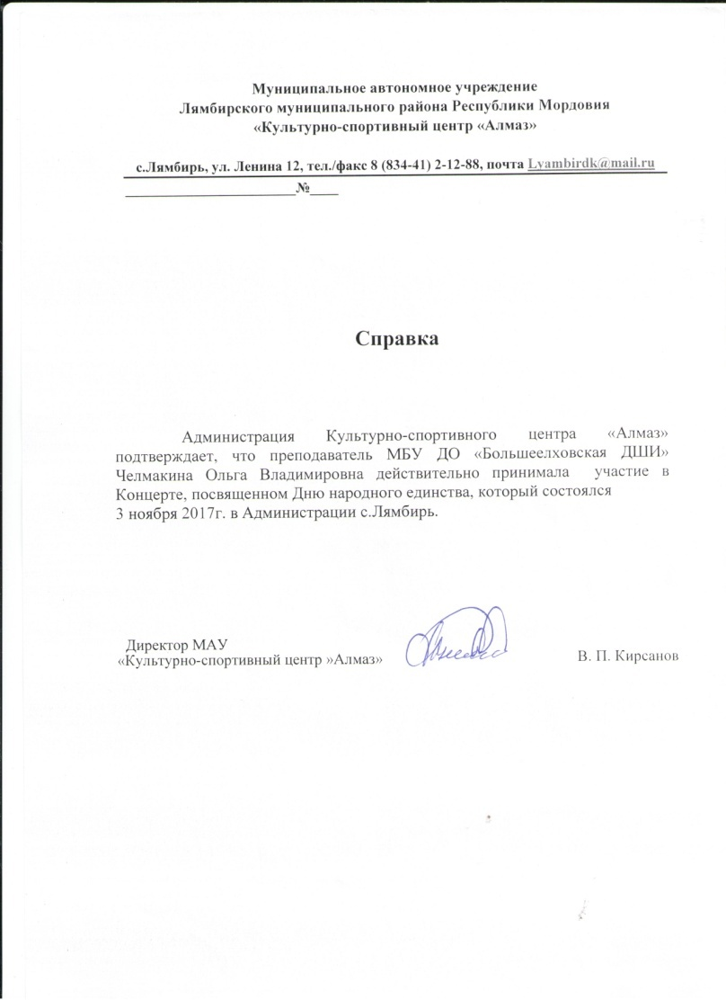 Муниципальное автономное учреждение
Лямбирского муниципального района Республики Мордовия
«Культурно-спортивный центр «Алмаз»
с.Лямбирь, ул. Ленина 12, тел./факс 8 (834-41) 2-12-88, почта Lyambirdk@mail.ru
________________________№____
Справка
Администрация Культурно-спортивного центра «Алмаз»
подтверждает, что преподаватель МБУ ДО «Большеелховская ДШИ»
Челмакина Ольга Владимировна действительно принимала участие в
Концерте, посвященном Дню народного единства, который состоялся
3 ноября 2017г. в Администрации с.Лямбирь.
Директор МАУ
«Культурно-спортивный центр »Алмаз» В. П. Кирсанов